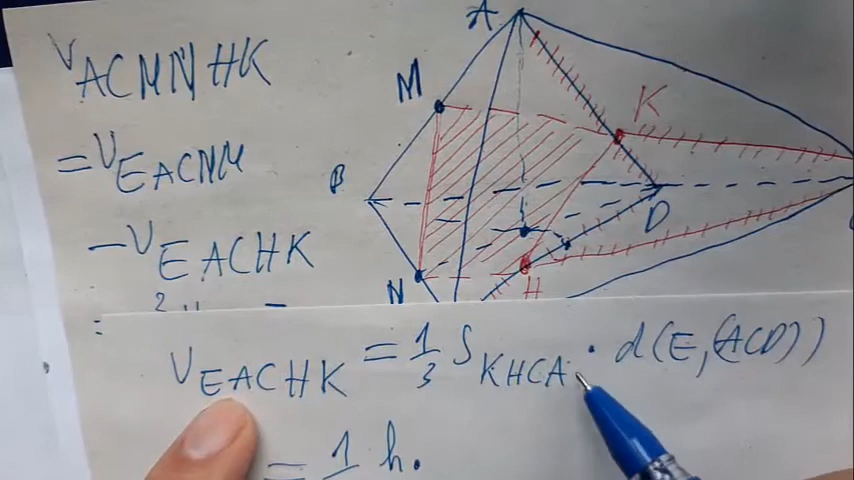 V ACMNHK
= V EACNM
- V EACHK
A
M
K
B
D
N
H
V EACHK = 1/3 S KHCA . d(E,(ACD))
= 1 h.